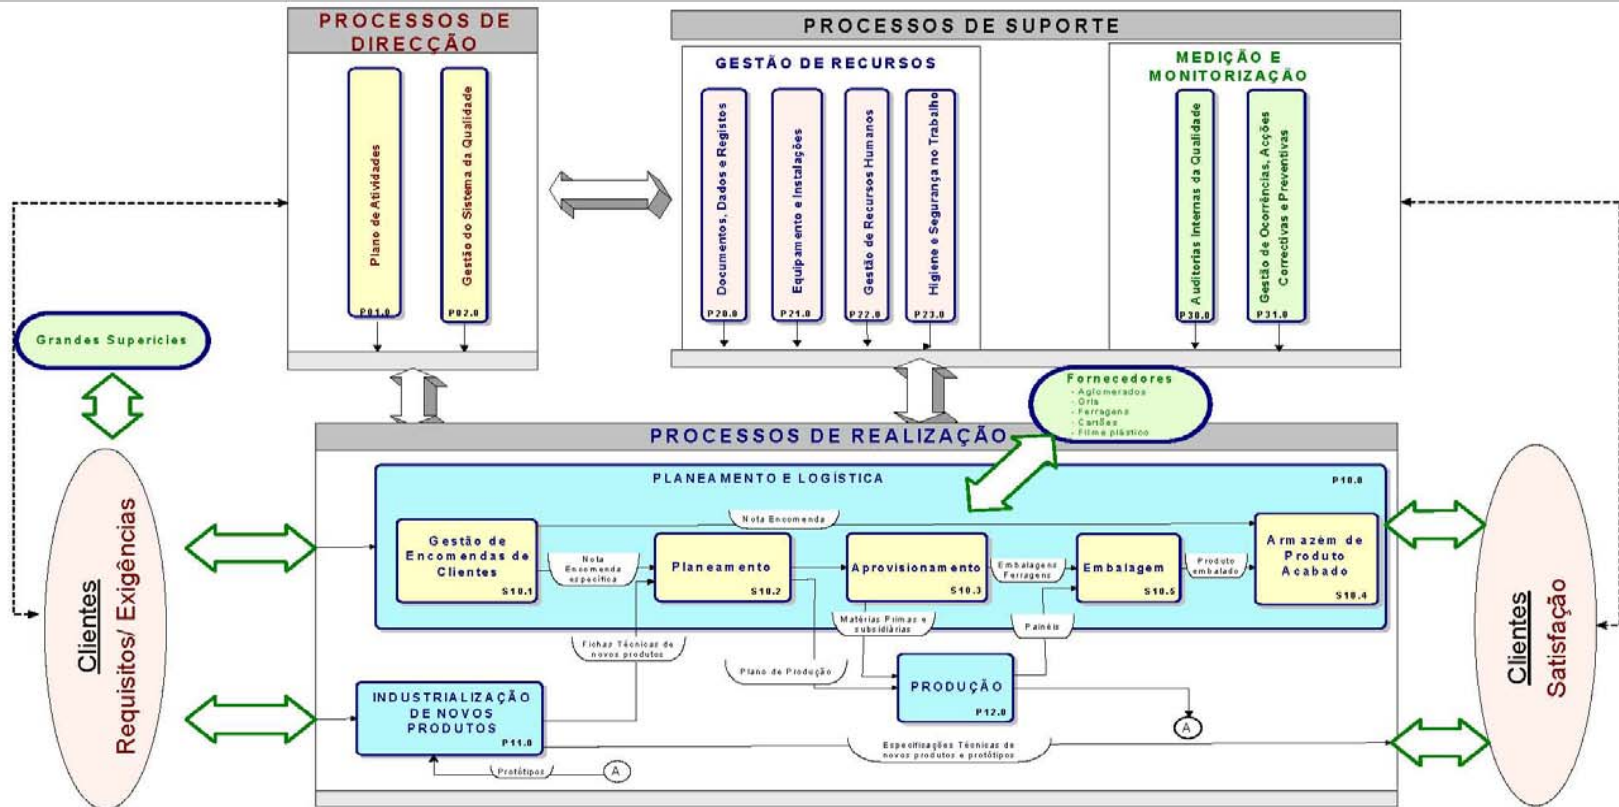 PROCESSOS DE
DIRECÇÃO
Plano de Atividades
P01.0
Gestão do Sistema da Qualidade
P02.0
PROCESSOS DE SUPORTE
GESTÃO DE RECURSOS
Documentos, Dados e Registos
P20.0
Equipamento e Instalações
P21.0
Gestão de Recursos Humanos
P22.0
Higiene e Segurança no Trabalho
P23.0
MEDIÇÃO E
MONITORIZAÇÃO
Auditorias Internas da Qualidade
P30.0
Gestão de Ocorrências, Acções
Correctivas e Preventivas
P31.0
Grandes Superícies
Fornecedores
- Aglomerados
- Orla
- Ferragens
- Cartões
- Filme plástico
Clientes
Requisitos/ Exigências
PROCESSOS DE REALIZAÇÃO
PLANEAMENTO E LOGÍSTICA
P10.0
Gestão de
Encomendas de
Clientes
S10.1
Nota Encomenda
Nota
Encomenda
específica
Planeamento
S10.2
Aprovisionamento
S10.3
Embalagens
Ferragens
Embalagem
S10.5
Produto
embalado
Armazém de
Produto
Acabado
S10.4
Fichas Técnicas de
novos produtos
Plano de Produção
Matérias Primas e
subsidiárias
Painéis
PRODUÇÃO
P12.0
A
INDUSTRIALIZAÇÃO
DE NOVOS
PRODUTOS
P11.0
Protótipos
A
Especificações Técnicas de
novos produtos e protótipos
Clientes
Satisfação